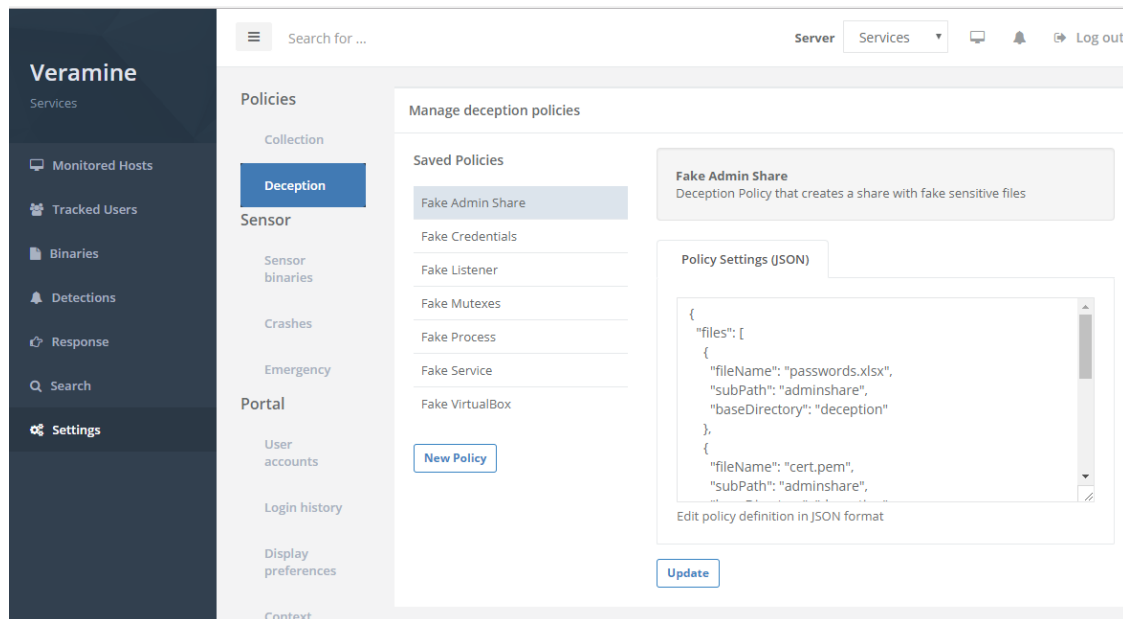 Veramine
Services
Monitored Hosts
Tracked Users
Binaries
Detections
Response
Search
Settings
Search for ...
Server
Services
Log out
Policies
Collection
Deception
Sensor
Sensor
binaries
Crashes
Emergency
Portal
User
accounts
Login history
Display
preferences
Context
Manage deception policies
Saved Policies
Fake Admin Share
Fake Credentials
Fake Listener
Fake Mutexes
Fake Process
Fake Service
Fake VirtualBox
New Policy
Fake Admin Share
Deception Policy that creates a share with fake sensitive files
Policy Settings (JSON)
{
"files": [
{
"fileName": "passwords.xlsx",
"subPath": "adminshare",
"baseDirectory": "deception"
},
{
"fileName": "cert.pem",
"subPath": "adminshare",
Edit policy definition in JSON format
Update